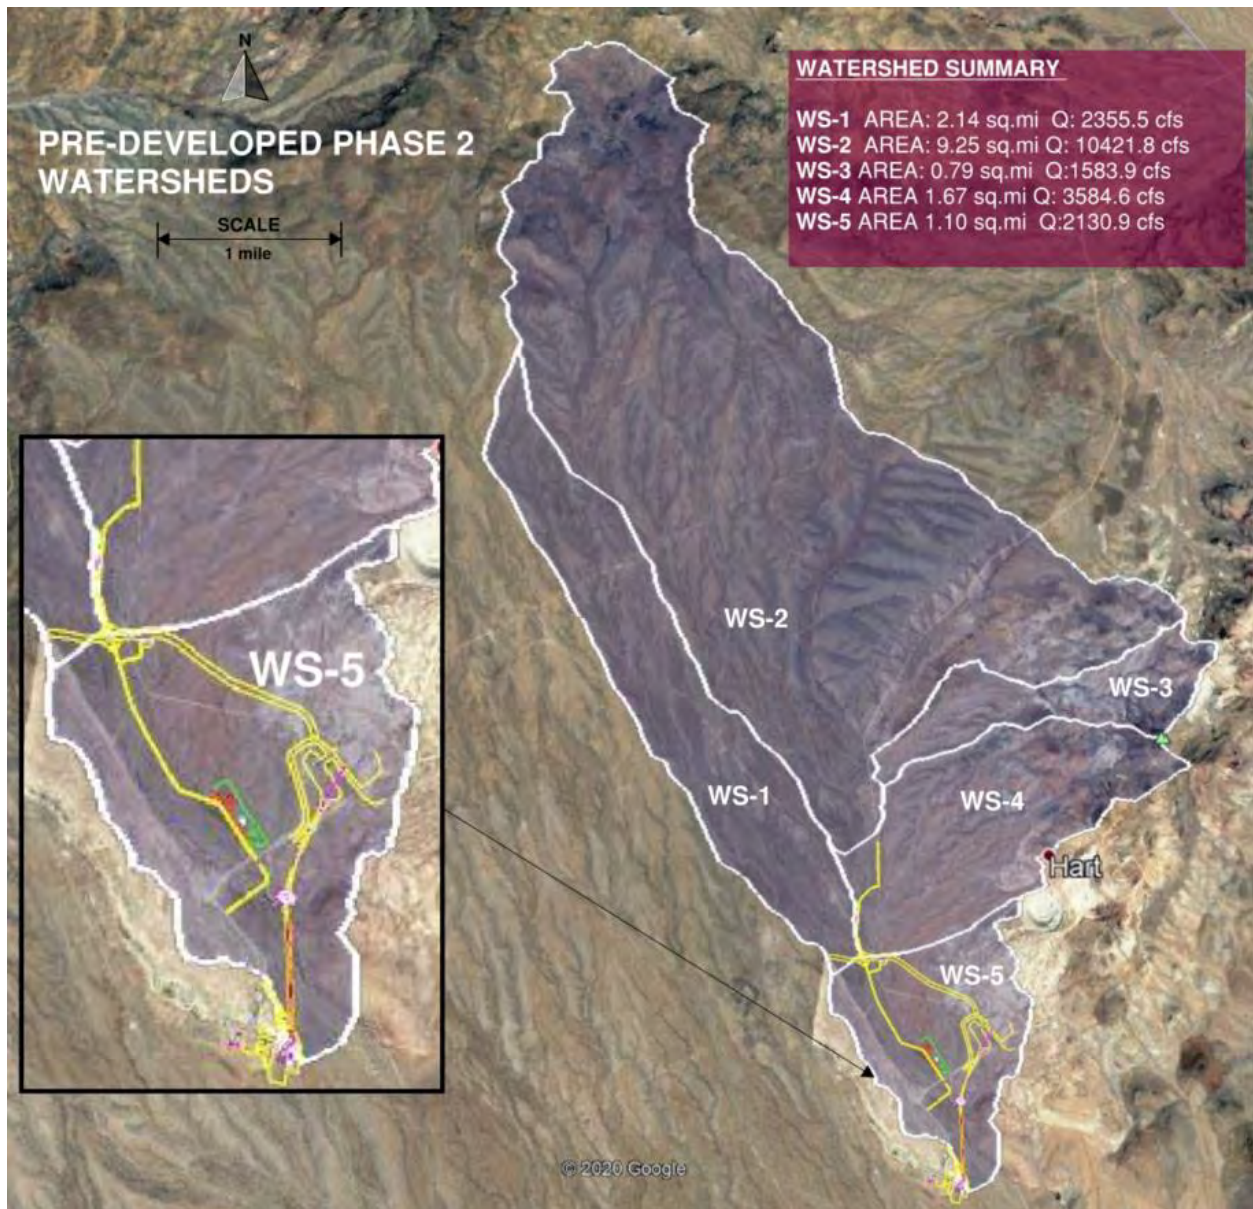 N
PRE-DEVELOPED PHASE 2
WATERSHEDS
SCALE
1 mile
WATERSHED SUMMARY
WS-1 AREA: 2.14 sq.mi Q: 2355.5 cfs
WS-2 AREA: 9.25 sq.mi Q: 10421.8 cfs
WS-3 AREA: 0.79 sq.mi Q:1583.9 cfs
WS-4 AREA 1.67 sq.mi Q: 3584.6 cfs
WS-5 AREA 1.10 sq.mi Q:2130.9 cfs
WS-2
WS-3
WS-1
WS-4
Hart
WS-5
WS-5
© 2020 Google